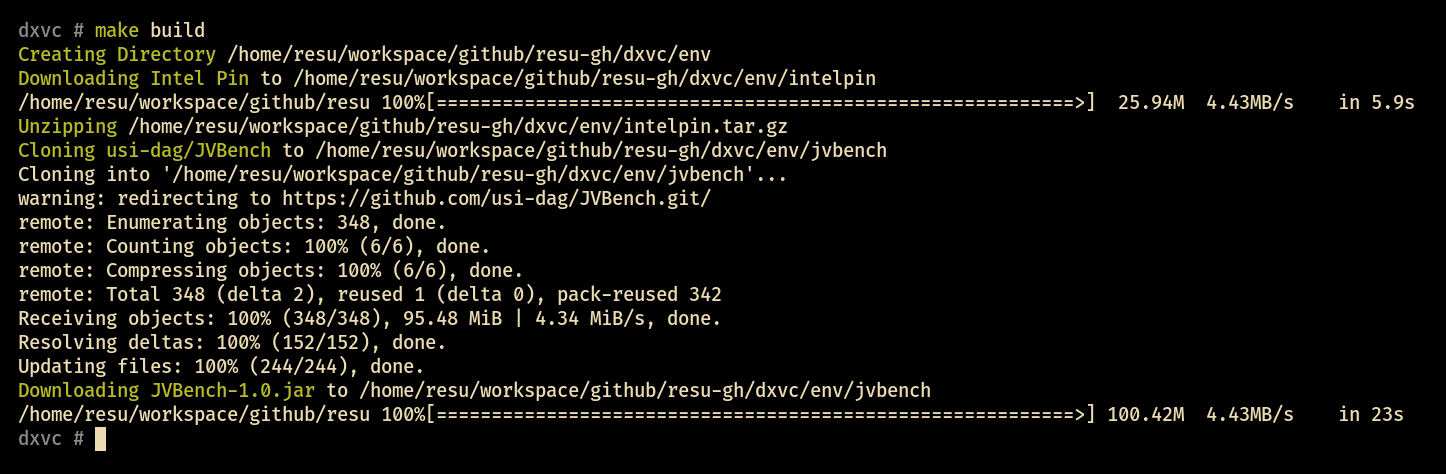 dxvc # make build
Creating Directory /home/resu/workspace/github/resu-gh/dxvc/env
Downloading Intel Pin to /home/resu/workspace/github/resu-gh/dxvc/env/intelpin
/home/resu/workspace/github/resu 100%[==========================================================>]  25.94M  4.43MB/s    in 5.9s
Unzipping /home/resu/workspace/github/resu-gh/dxvc/env/intelpin.tar.gz
Cloning usi-dag/JVBench to /home/resu/workspace/github/resu-gh/dxvc/env/jvbench
Cloning into '/home/resu/workspace/github/resu-gh/dxvc/env/jvbench'...
warning: redirecting to https://github.com/usi-dag/JVBench.git/
remote: Enumerating objects: 348, done.
remote: Counting objects: 100% (6/6), done.
remote: Compressing objects: 100% (6/6), done.
remote: Total 348 (delta 2), reused 1 (delta 0), pack-reused 342
Receiving objects: 100% (348/348), 95.48 MiB | 4.34 MiB/s, done.
Resolving deltas: 100% (152/152), done.
Updating files: 100% (244/244), done.
Downloading JVBench-1.0.jar to /home/resu/workspace/github/resu-gh/dxvc/env/jvbench
/home/resu/workspace/github/resu 100%[==========================================================>] 100.42M  4.43MB/s    in 23s
dxvc #